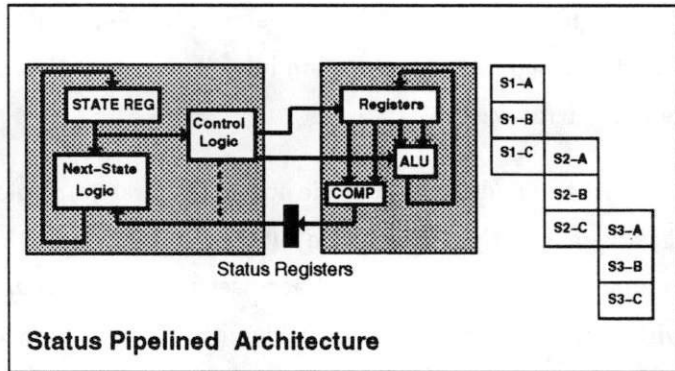 STATE REG
Control
Logic
Next-State
Logic
Registers
ALU
COMP
Status Registers
S1-A
S1-B
S1-C
S2-A
S2-B
S2-C
S3-A
S3-B
S3-C
Status Pipelined Architecture